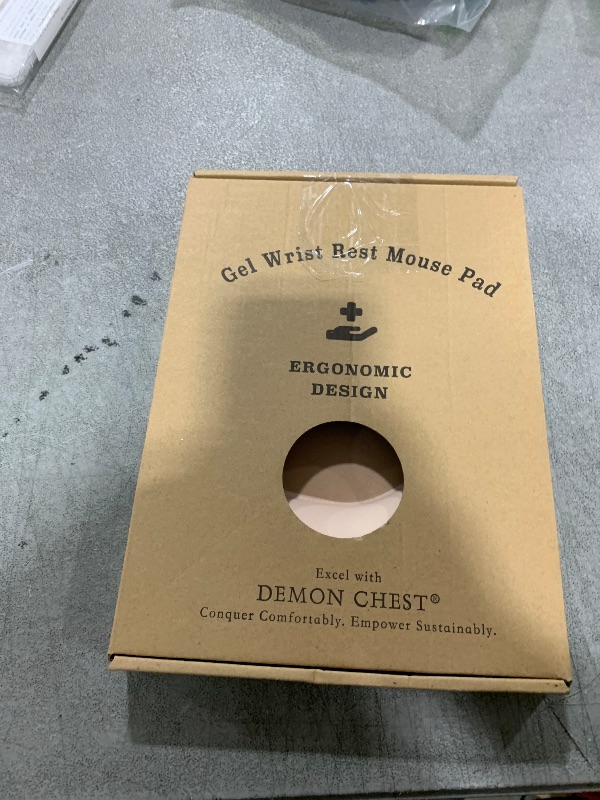 Gel Wrist Rest Mouse Pad
ERGONOMIC
DESIGN
Excel with
DEMON CHEST®
Conquer Comfortably. Empower Sustainably.